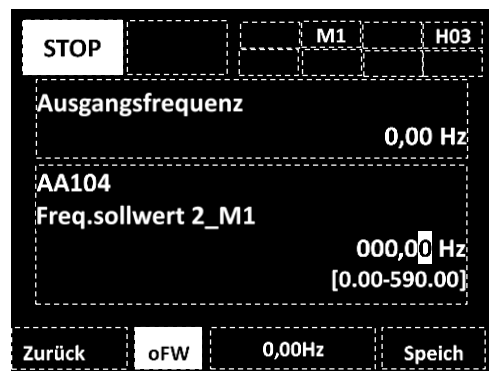 STOP M1 H03
Ausgangsfrequenz
0,00 Hz
AA104
Freq.sollwert 2_M1
000,00 Hz
[0.00-590.00]
Zurück oFW 0,00Hz Speich